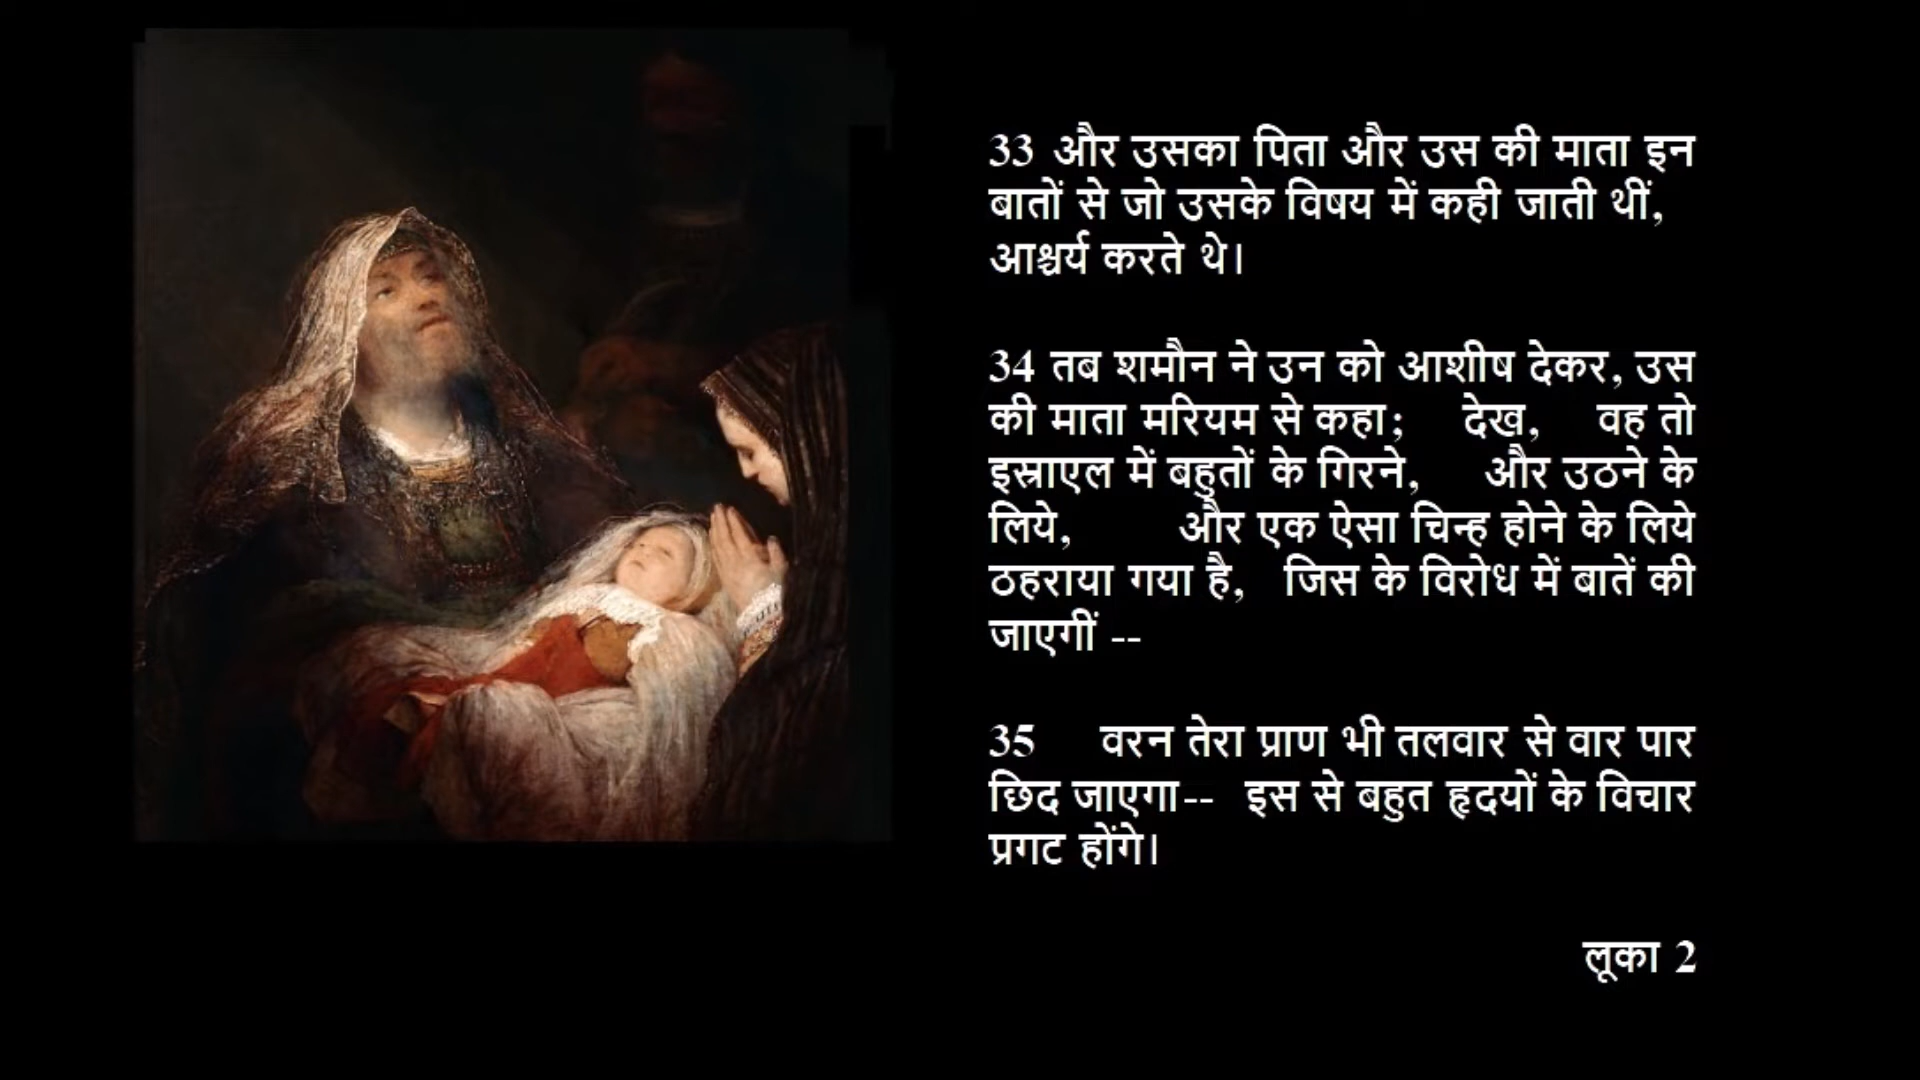 33 और उसका पिता और उस की माता इन
बातों से जो उसके विषय में कही जाती थीं,
आश्चर्य करते थे।
34 तब शमौन ने उन को आशीष देकर, उस
की माता मरियम से कहा; देख, वह तो
इस्राएल में बहुतों के गिरने, और उठने के
लिये, और एक ऐसा चिन्ह होने के लिये
ठहराया गया है, जिस के विरोध में बातें की
जाएगीं --
35 वरन तेरा प्राण भी तलवार से वार पार
छिद जाएगा-- इस से बहुत हृदयों के विचार
प्रगट होंगे।
लूका 2